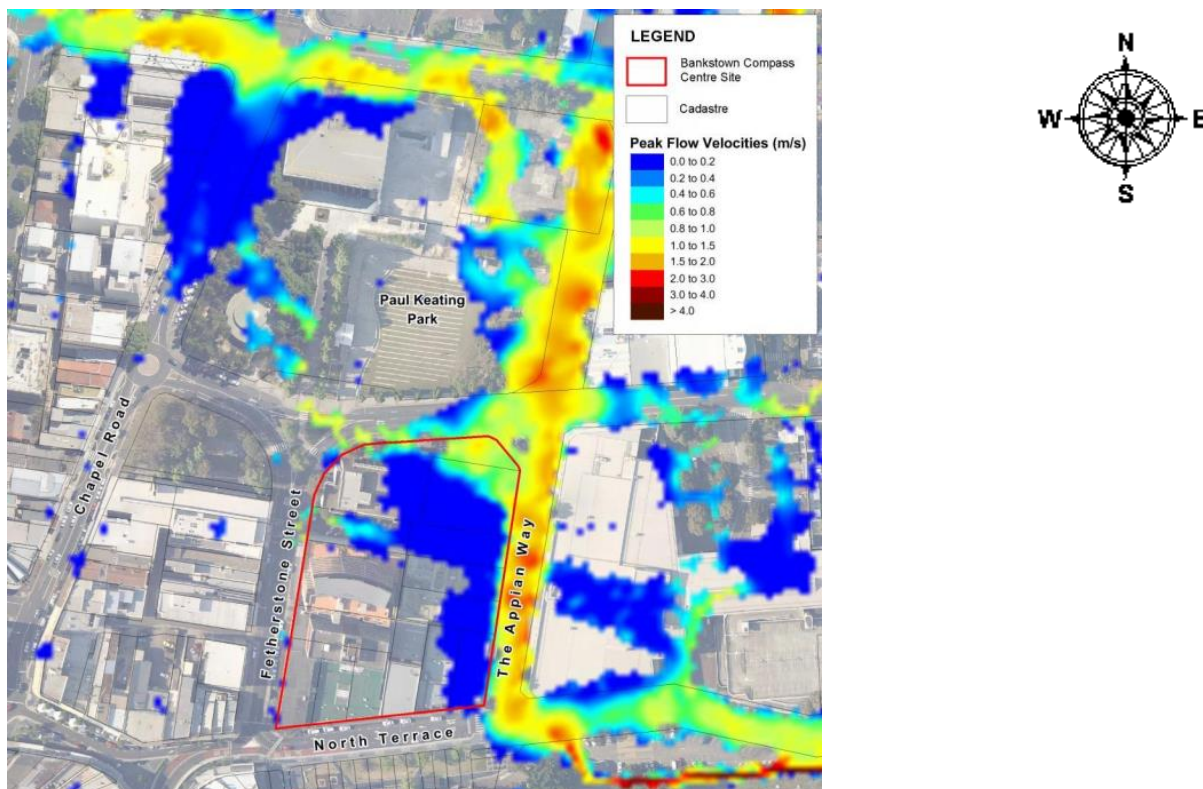 LEGEND
Bankstown Compass
Centre Site
Cadastre
Peak Flow Velocities (m/s)
0.0 to 0.2
0.2 to 0.4
0.4 to 0.6
0.6 to 0.8
0.8 to 1.0
1.0 to 1.5
1.5 to 2.0
2.0 to 3.0
3.0 to 4.0
> 4.0
N
W
E
S
Paul Keating
Park
Chapel Road
Fetherstone Street
The Appian Way
North Terrace